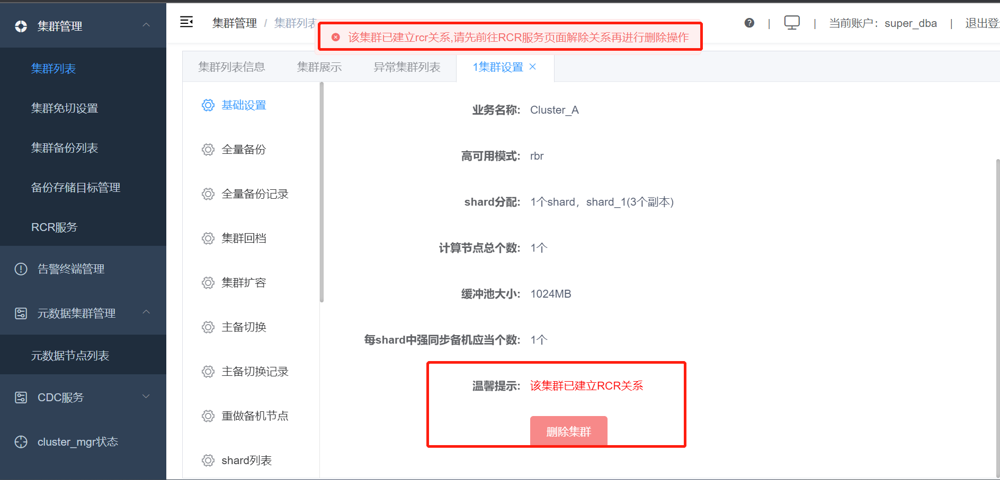 集群管理
集群列表
集群免切设置
集群备份列表
备份存储目标管理
RCR服务
告警终端管理
元数据集群管理
元数据节点列表
CDC服务
cluster_mgr状态
集群管理 / 集群列表
该集群已建立rcr关系,请先前往RCR服务页面解除关系再进行删除操作
| | 当前账户：super_dba | 退出登
集群列表信息 集群展示 异常集群列表 1集群设置
基础设置
全量备份
全量备份记录
集群回档
集群扩容
主备切换
主备切换记录
重做备机节点
shard列表
业务名称: Cluster_A
高可用模式: rbr
shard分配: 1个shard，shard_1(3个副本)
计算节点总个数: 1个
缓冲池大小: 1024MB
每shard中强同步备机应当个数: 1个
温馨提示: 该集群已建立RCR关系
删除集群